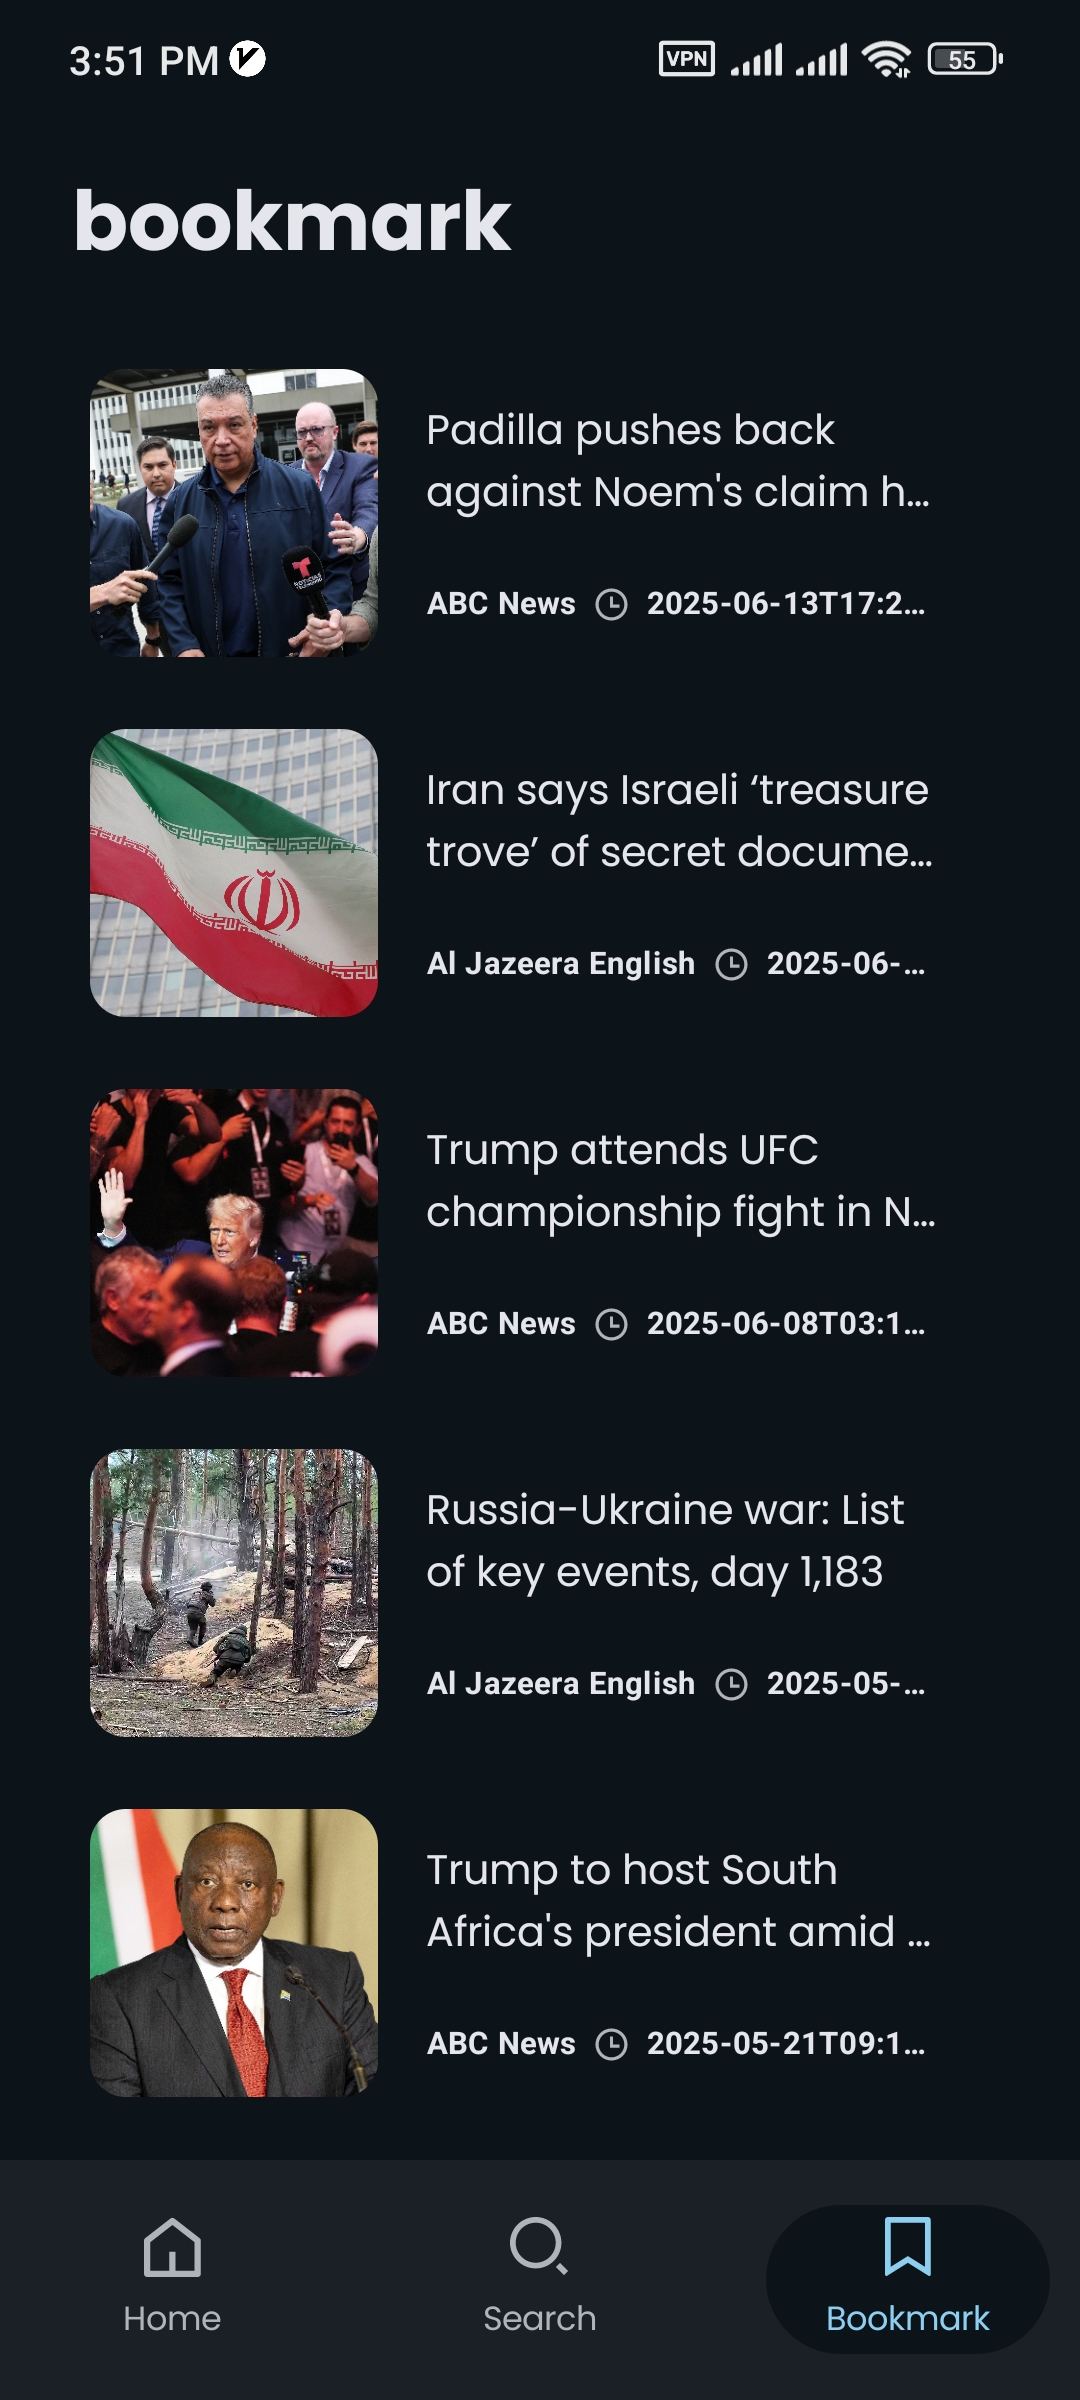 3:51 PM
VPN
55
bookmark
Padilla pushes back
against Noem's claim h...
ABC News 2025-06-13T17:2...
Iran says Israeli ‘treasure
trove’ of secret docume...
Al Jazeera English 2025-06-...
Trump attends UFC
championship fight in N...
ABC News 2025-06-08T03:1...
Russia-Ukraine war: List
of key events, day 1,183
Al Jazeera English 2025-05-...
Trump to host South
Africa's president amid ...
ABC News 2025-05-21T09:1...
Home
Search
Bookmark